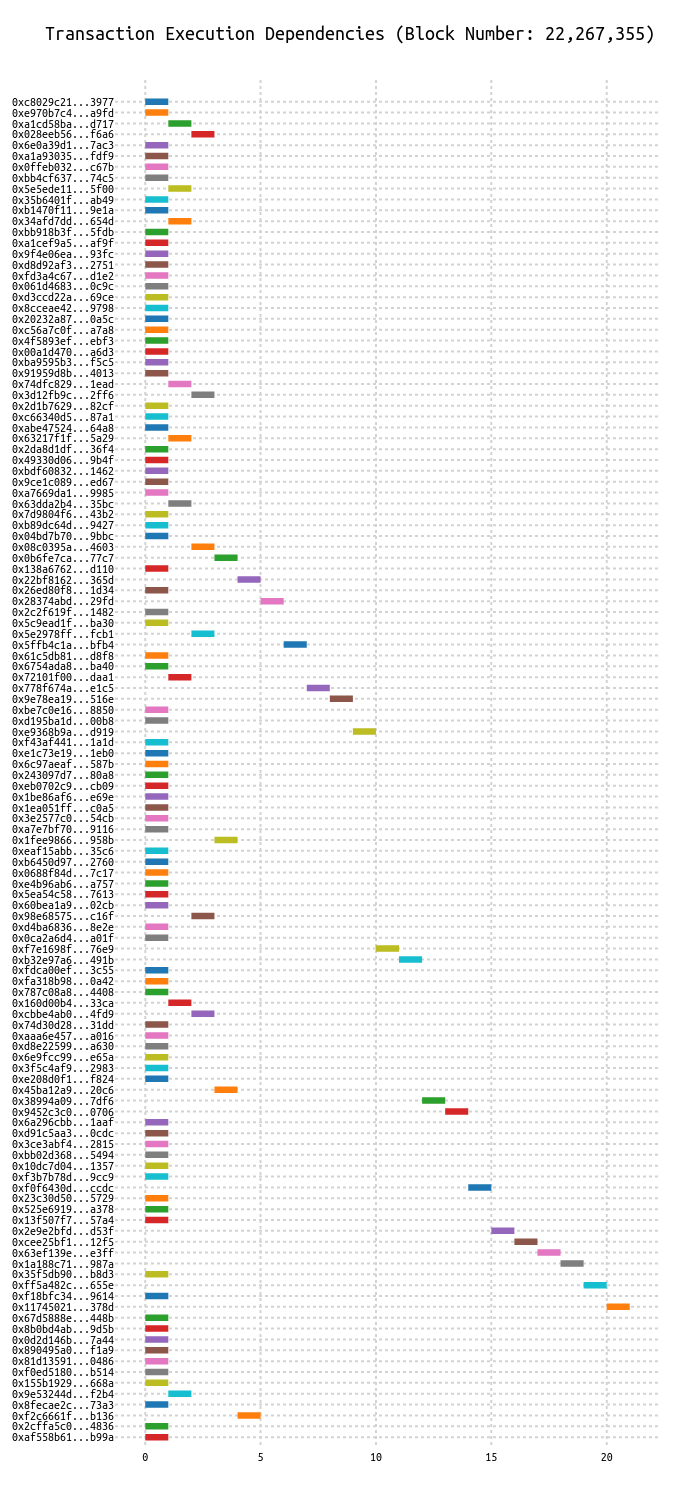 Transaction Execution Dependencies (Block Number: 22,267,355)
0xc8029c21...3977
0xe970b7c4...a9fd
0xa1cd58ba...d717
0x028eeb56...f6a6
0x6e0a39d1...7ac3
0xa1a93035...fdf9
0x0ffeb032...c67b
0xbb4cf637...74c5
0x5e5ede11...5f00
0x35b6401f...ab49
0xb1470f11...9e1a
0x34afd7dd...654d
0xbb918b3f...5fdb
0xa1cef9a5...af9f
0x9f4e06ea...93fc
0xd8d92af3...2751
0xfd3a4c67...d1e2
0x061d4683...0c9c
0xd3ccd22a...69ce
0x8cceae42...9798
0x20232a87...0a5c
0xc56a7c0f...a7a8
0x4f5893ef...ebf3
0x00a1d470...a6d3
0xba9595b3...f5c5
0x91959d8b...4013
0x74dfc829...1ead
0x3d12fb9c...2ff6
0x2d1b7629...82cf
0xc66340d5...87a1
0xabe47524...64a8
0x63217f1f...5a29
0x2da8d1df...36f4
0x49330d06...9b4f
0xbdf60832...1462
0x9ce1c089...ed67
0xa7669da1...9985
0x63dda2b4...35bc
0x7d9804f6...43b2
0xb89dc64d...9427
0x04bd7b70...9bbc
0x08c0395a...4603
0x0b6fe7ca...77c7
0x138a6762...d110
0x22bf8162...365d
0x26ed80f8...1d34
0x28374abd...29fd
0x2c2f619f...1482
0x5c9ead1f...ba30
0x5e2978ff...fcb1
0x5ffb4c1a...bfb4
0x61c5db81...d8f8
0x6754ada8...ba40
0x72101f00...daa1
0x778f674a...e1c5
0x9e78ea19...516e
0xbe7c0e16...8850
0xd195ba1d...00b8
0xe9368b9a...d919
0xf43af441...1a1d
0xe1c73e19...1eb0
0x6c97aeaf...587b
0x243097d7...80a8
0xeb0702c9...cb09
0x1be86af6...e69e
0x1ea051ff...c0a5
0x3e2577c0...54cb
0xa7e7bf70...9116
0x1fee9866...958b
0xeaf15abb...35c6
0xb6450d97...2760
0x0688f84d...7c17
0xe4b96ab6...a757
0x5ea54c58...7613
0x60bea1a9...02cb
0x98e68575...c16f
0xd4ba6836...8e2e
0x0ca2a6d4...a01f
0xf7e1698f...76e9
0xb32e97a6...491b
0xfdca00ef...3c55
0xfa318b98...0a42
0x787c08a8...4408
0x160d00b4...33ca
0xcbbe4ab0...4fd9
0x74d30d28...31dd
0xaaa6e457...a016
0xd8e22599...a630
0x6e9fcc99...e65a
0x3f5c4af9...2983
0xe208d0f1...f824
0x45ba12a9...20c6
0x38994a09...7df6
0x9452c3c0...0706
0x6a296cbb...1aaf
0xd91c5aa3...0cdc
0x3ce3abf4...2815
0xbb02d368...5494
0x10dc7d04...1357
0xf3b7b78d...9cc9
0xf0f6430d...ccdc
0x23c30d50...5729
0x525e6919...a378
0x13f507f7...57a4
0x2e9e2bfd...d53f
0xcee25bf1...12f5
0x63ef139e...e3ff
0x1a188c71...987a
0x35f5db90...b8d3
0xff5a482c...655e
0xf18bfc34...9614
0x11745021...378d
0x67d5888e...448b
0x8b0bd4ab...9d5b
0x0d2d146b...7a44
0x890495a0...f1a9
0x81d13591...0486
0xf0ed5180...b514
0x155b1929...668a
0x9e53244d...f2b4
0x8fecae2c...73a3
0xf2c6661f...b136
0x2cffa5c0...4836
0xaf558b61...b99a
0 5 10 15 20